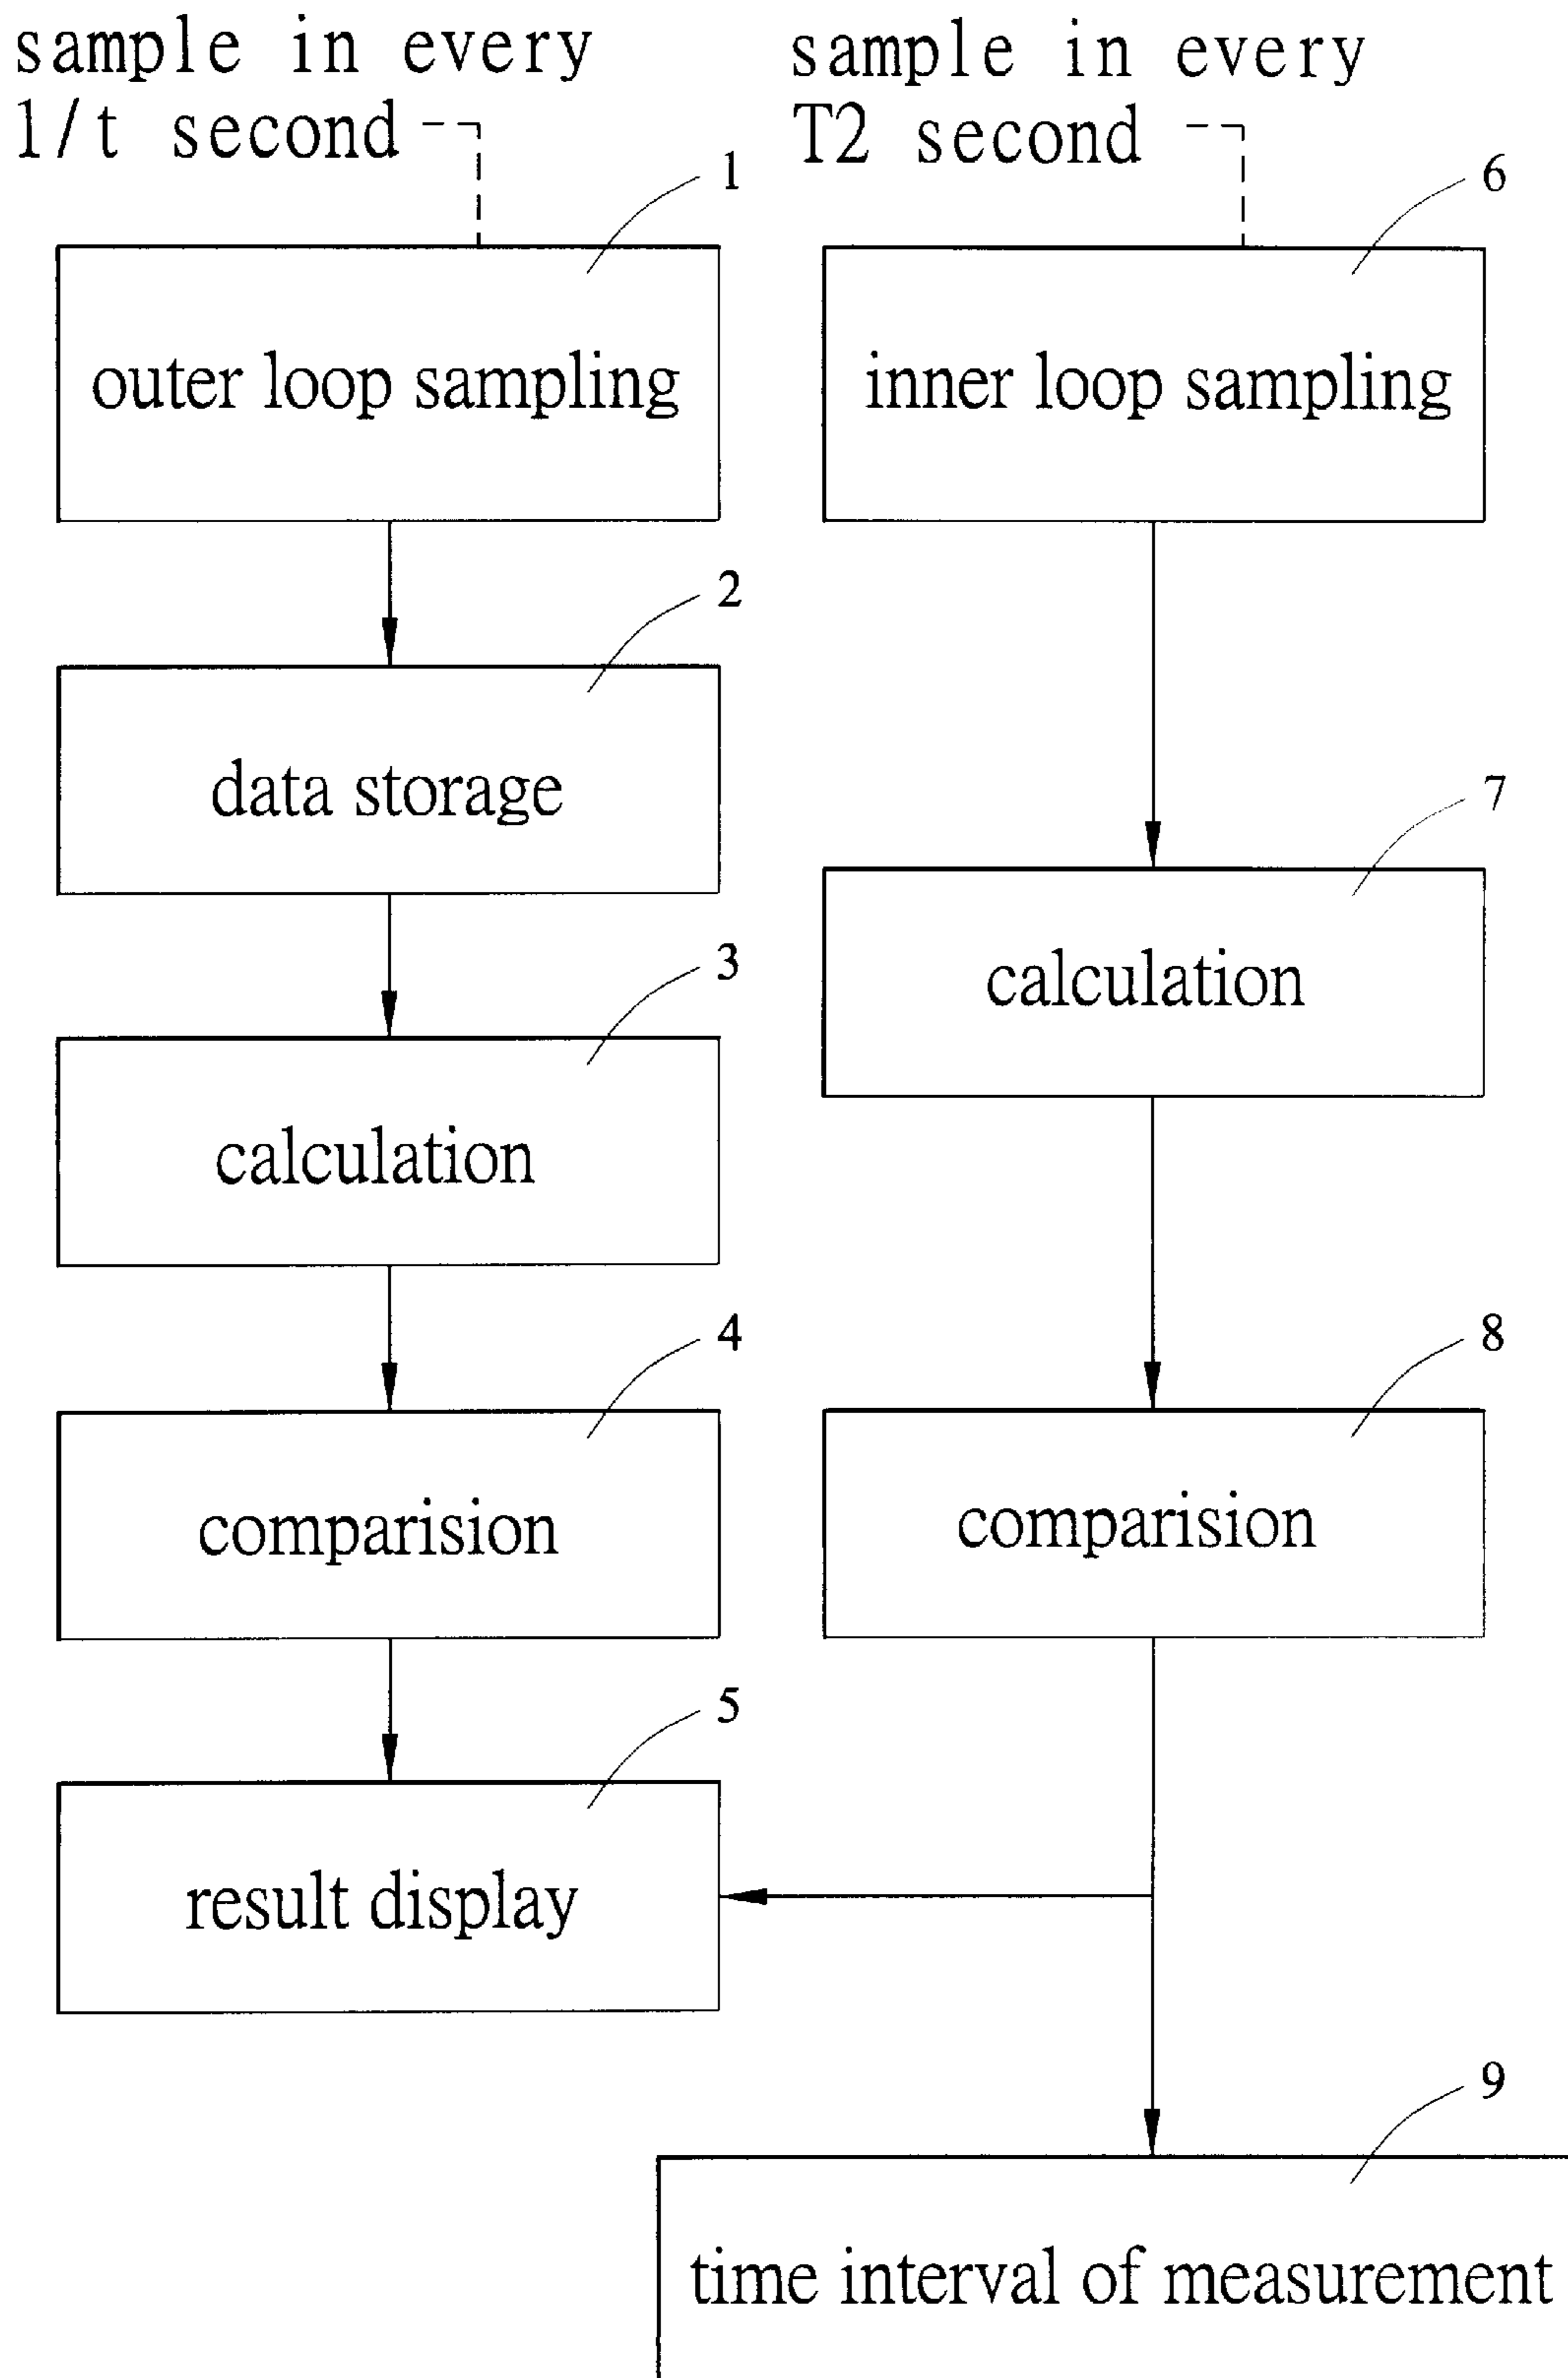 sample in every
1/t second
1
outer loop sampling
2
data storage
3
calculation
4
comparision
5
result display
sample in every
T2 second
6
inner loop sampling
7
calculation
8
comparision
9
time interval of measurement